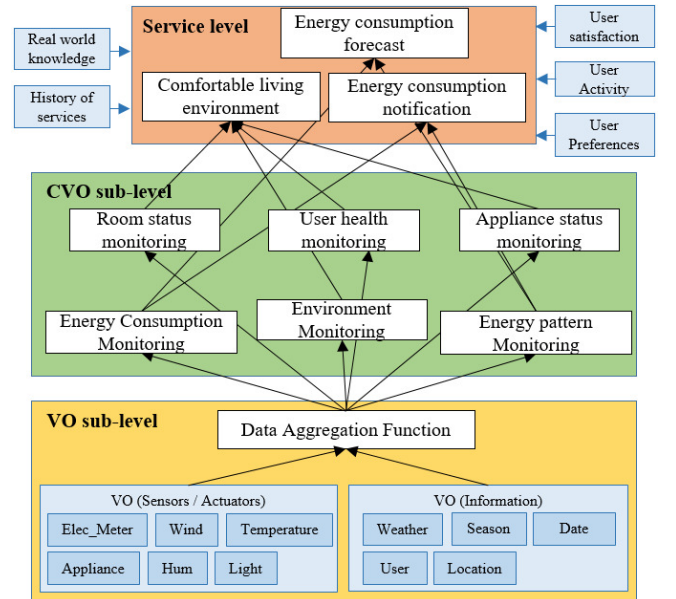 Service level
Energy consumption
forecast
User
satisfaction
Real world
knowledge
Comfortable living
environment
Energy consumption
notification
User
Activity
History of
services
User
Preferences
CVO sub-level
Room status
monitoring
User health
monitoring
Appliance status
monitoring
Energy Consumption
Monitoring
Environment
Monitoring
Energy pattern
Monitoring
VO sub-level
Data Aggregation Function
VO (Sensors / Actuators)
Elec_Meter
Wind
Temperature
Appliance
Hum
Light
VO (Information)
Weather
Season
Date
User
Location